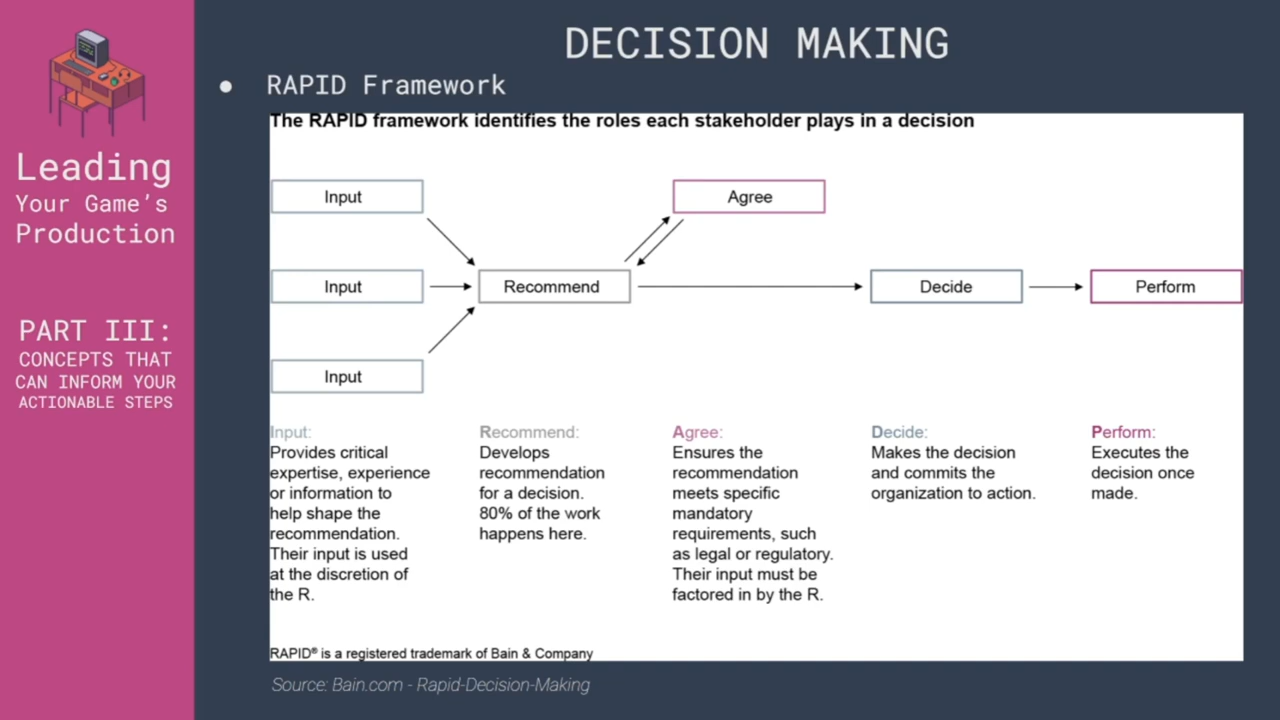 DECISION MAKING
● RAPID Framework
Leading
Your Game's
Production
PART III:
CONCEPTS THAT
CAN INFORM YOUR
ACTIONABLE STEPS
The RAPID framework identifies the roles each stakeholder plays in a decision
Input
Agree
Input
Recommend
Decide
Perform
Input
Input:
Provides critical
expertise, experience
or information to
help shape the
recommendation.
Their input is used
at the discretion of
the R.
Recommend:
Develops
recommendation
for a decision.
80% of the work
happens here.
Agree:
Ensures the
recommendation
meets specific
mandatory
requirements, such
as legal or regulatory.
Their input must be
factored in by the R.
Decide:
Makes the decision
and commits the
organization to action.
Perform:
Executes the
decision once
made.
RAPID® is a registered trademark of Bain & Company
Source: Bain.com - Rapid-Decision-Making